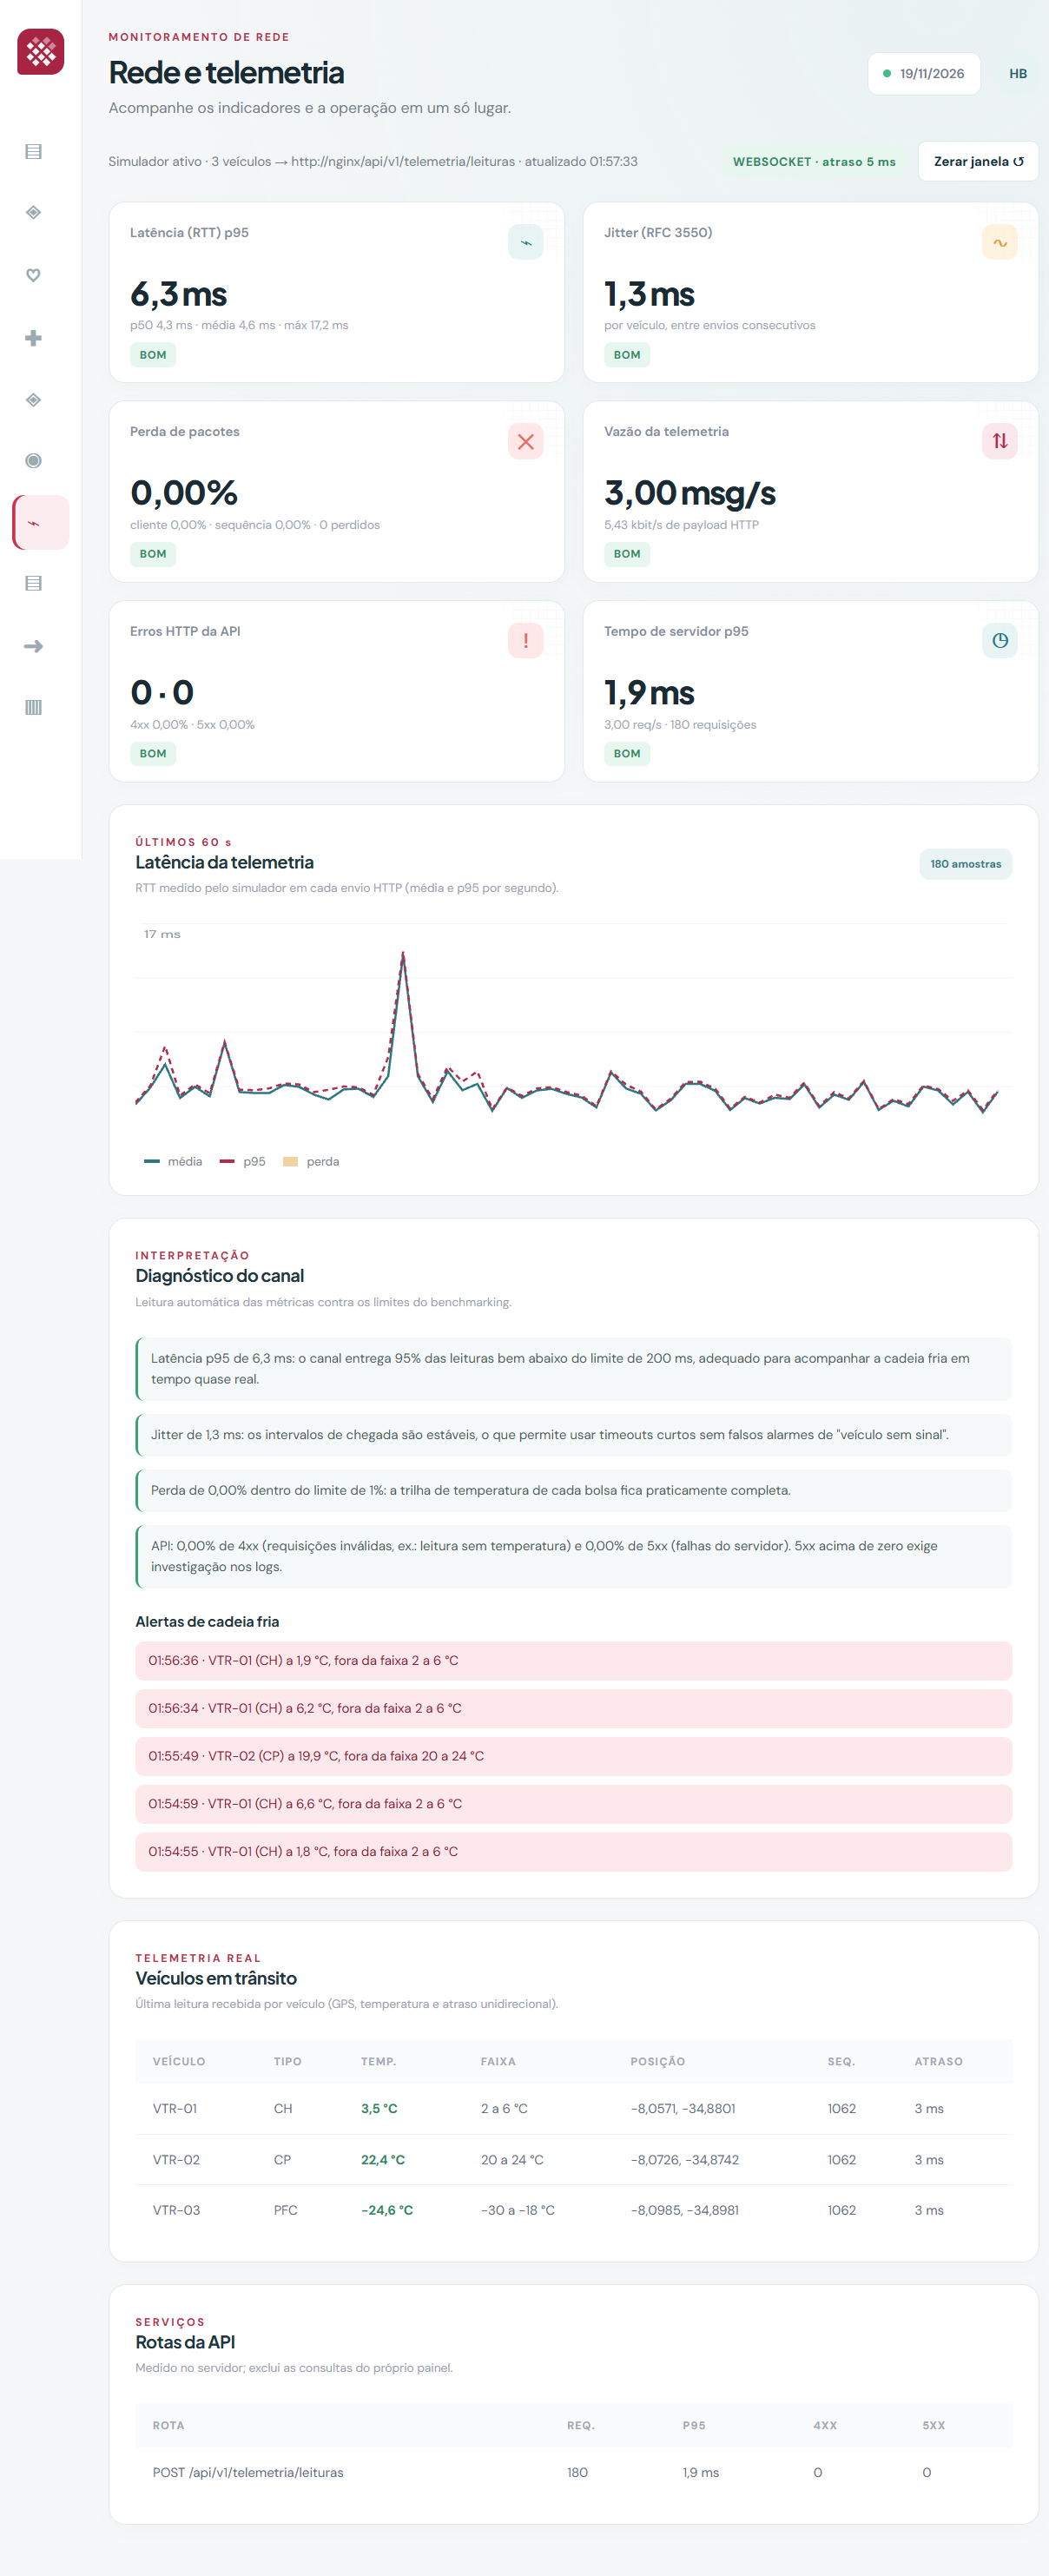 MONITORAMENTO DE REDE
Rede e telemetria
Acompanhe os indicadores e a operação em um só lugar.
19/11/2026
HB
Simulador ativo · 3 veículos → http://nginx/api/v1/telemetria/leituras · atualizado 01:57:33
WEBSOCKET · atraso 5 ms
Zerar janela ↺
Latência (RTT) p95
6,3 ms
p50 4,3 ms · média 4,6 ms · máx 17,2 ms
BOM
Jitter (RFC 3550)
1,3 ms
por veículo, entre envios consecutivos
BOM
Perda de pacotes
0,00%
cliente 0,00% · sequência 0,00% · 0 perdidos
BOM
Vazão da telemetria
3,00 msg/s
5,43 kbit/s de payload HTTP
BOM
Erros HTTP da API
!
0 · 0
4xx 0,00% · 5xx 0,00%
BOM
Tempo de servidor p95
1,9 ms
3,00 req/s · 180 requisições
BOM
ÚLTIMOS 60 s
Latência da telemetria
RTT medido pelo simulador em cada envio HTTP (média e p95 por segundo).
180 amostras
17 ms
média
p95
perda
INTERPRETAÇÃO
Diagnóstico do canal
Leitura automática das métricas contra os limites do benchmarking.
Latência p95 de 6,3 ms: o canal entrega 95% das leituras bem abaixo do limite de 200 ms, adequado para acompanhar a cadeia fria em
tempo quase real.
Jitter de 1,3 ms: os intervalos de chegada são estáveis, o que permite usar timeouts curtos sem falsos alarmes de "veículo sem sinal".
Perda de 0,00% dentro do limite de 1%: a trilha de temperatura de cada bolsa fica praticamente completa.
API: 0,00% de 4xx (requisições inválidas, ex.: leitura sem temperatura) e 0,00% de 5xx (falhas do servidor). 5xx acima de zero exige
investigação nos logs.
Alertas de cadeia fria
01:56:36 · VTR-01 (CH) a 1,9 °C, fora da faixa 2 a 6 °C
01:56:34 · VTR-01 (CH) a 6,2 °C, fora da faixa 2 a 6 °C
01:55:49 · VTR-02 (CP) a 19,9 °C, fora da faixa 20 a 24 °C
01:54:59 · VTR-01 (CH) a 6,6 °C, fora da faixa 2 a 6 °C
01:54:55 · VTR-01 (CH) a 1,8 °C, fora da faixa 2 a 6 °C
TELEMETRIA REAL
Veículos em trânsito
Última leitura recebida por veículo (GPS, temperatura e atraso unidirecional).
VEÍCULO TIPO TEMP. FAIXA POSIÇÃO SEQ. ATRASO
VTR-01 CH 3,5 °C 2 a 6 °C -8,0571, -34,8801 1062 3 ms
VTR-02 CP 22,4 °C 20 a 24 °C -8,0726, -34,8742 1062 3 ms
VTR-03 PFC -24,6 °C -30 a -18 °C -8,0985, -34,8981 1062 3 ms
SERVIÇOS
Rotas da API
Medido no servidor; exclui as consultas do próprio painel.
ROTA REQ. P95 4XX 5XX
POST /api/v1/telemetria/leituras 180 1,9 ms 0 0